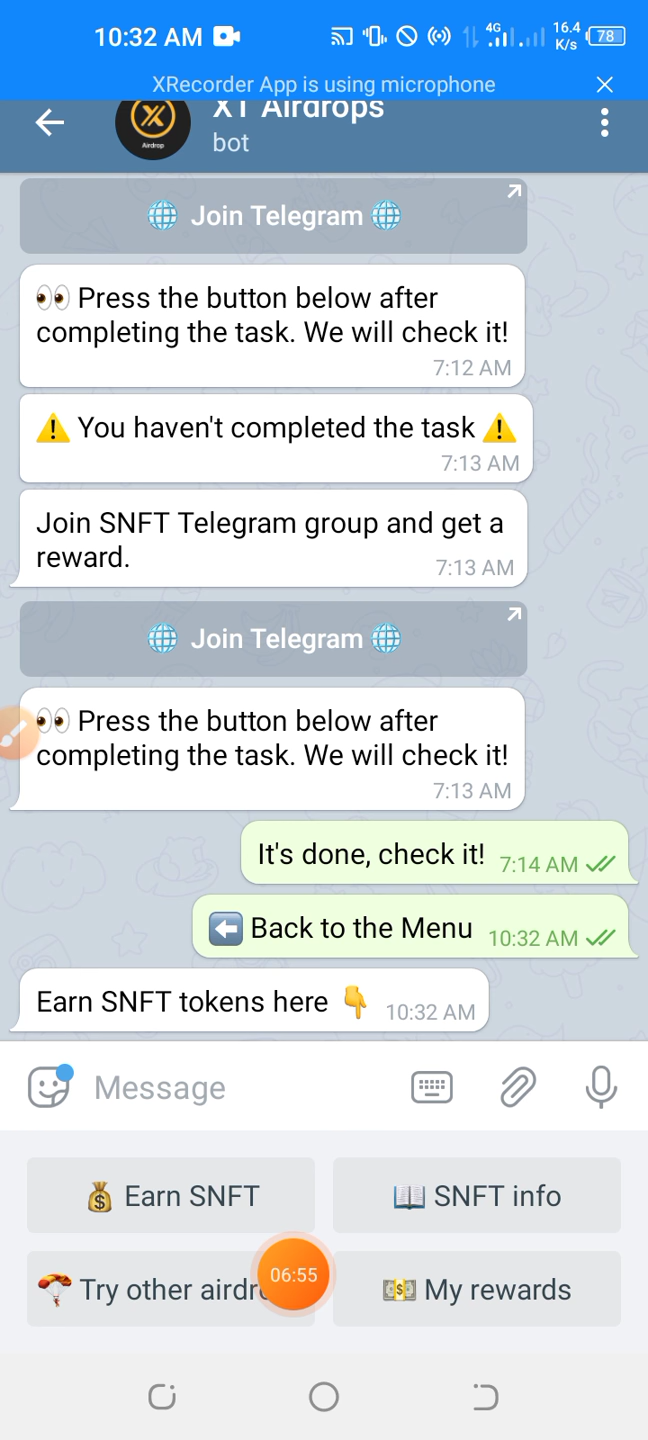 10:32 AM
4G
16.4
K/s
78
XRecorder App is using microphone
XT Airdrops
Airdrop
bot
🌐 Join Telegram 🌐
👀 Press the button below after
completing the task. We will check it!
7:12 AM
⚠️ You haven't completed the task ⚠️
7:13 AM
Join SNFT Telegram group and get a
reward.
7:13 AM
🌐 Join Telegram 🌐
👀 Press the button below after
completing the task. We will check it!
7:13 AM
It's done, check it! 7:14 AM
⬅️ Back to the Menu 10:32 AM
Earn SNFT tokens here 👇 10:32 AM
Message
💰 Earn SNFT
📖 SNFT info
🪂 Try other airdr
06:55
💵 My rewards